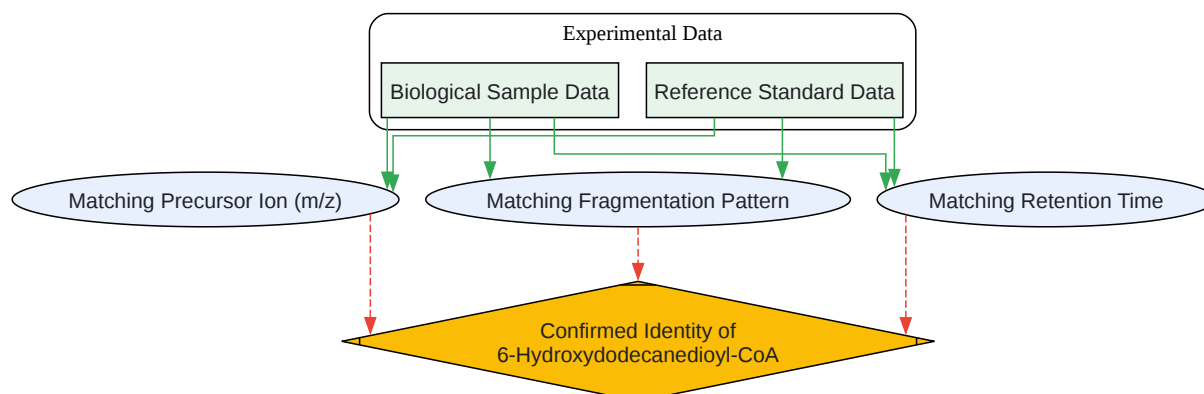 Experimental Data
Biological Sample Data
Reference Standard Data
Matching Precursor Ion (m/z)
Matching Fragmentation Pattern
Matching Retention Time
Confirmed Identity of
6-Hydroxydodecanedioyl-CoA